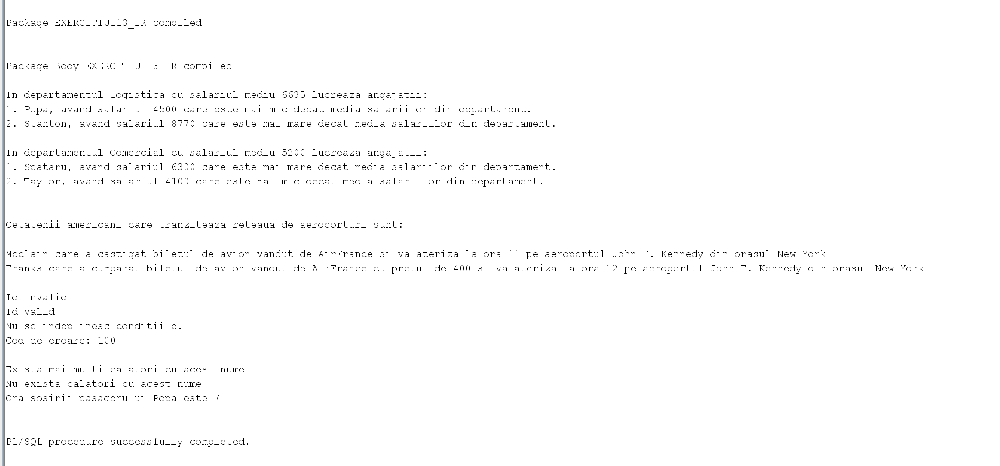 Package EXERCITIUL13_IR compiled
Package Body EXERCITIUL13_IR compiled
In departamentul Logistica cu salariul mediu 6635 lucreaza angajatii:
1. Popa, avand salariul 4500 care este mai mic decat media salariilor din departament.
2. Stanton, avand salariul 8770 care este mai mare decat media salariilor din departament.
In departamentul Comercial cu salariul mediu 5200 lucreaza angajatii:
1. Spataru, avand salariul 6300 care este mai mare decat media salariilor din departament.
2. Taylor, avand salariul 4100 care este mai mic decat media salariilor din departament.
Cetatenii americani care tranziteaza reteaua de aeroporturi sunt:
Mcclain care a castigat biletul de avion vandut de AirFrance si va ateriza la ora 11 pe aeroportul John F. Kennedy din orasul New York
Franks care a cumparat biletul de avion vandut de AirFrance cu pretul de 400 si va ateriza la ora 12 pe aeroportul John F. Kennedy din orasul New York
Id invalid
Id valid
Nu se indeplinesc conditiile.
Cod de eroare: 100
Exista mai multi calatori cu acest nume
Nu exista calatori cu acest nume
Ora sosirii pasagerului Popa este 7
PL/SQL procedure successfully completed.